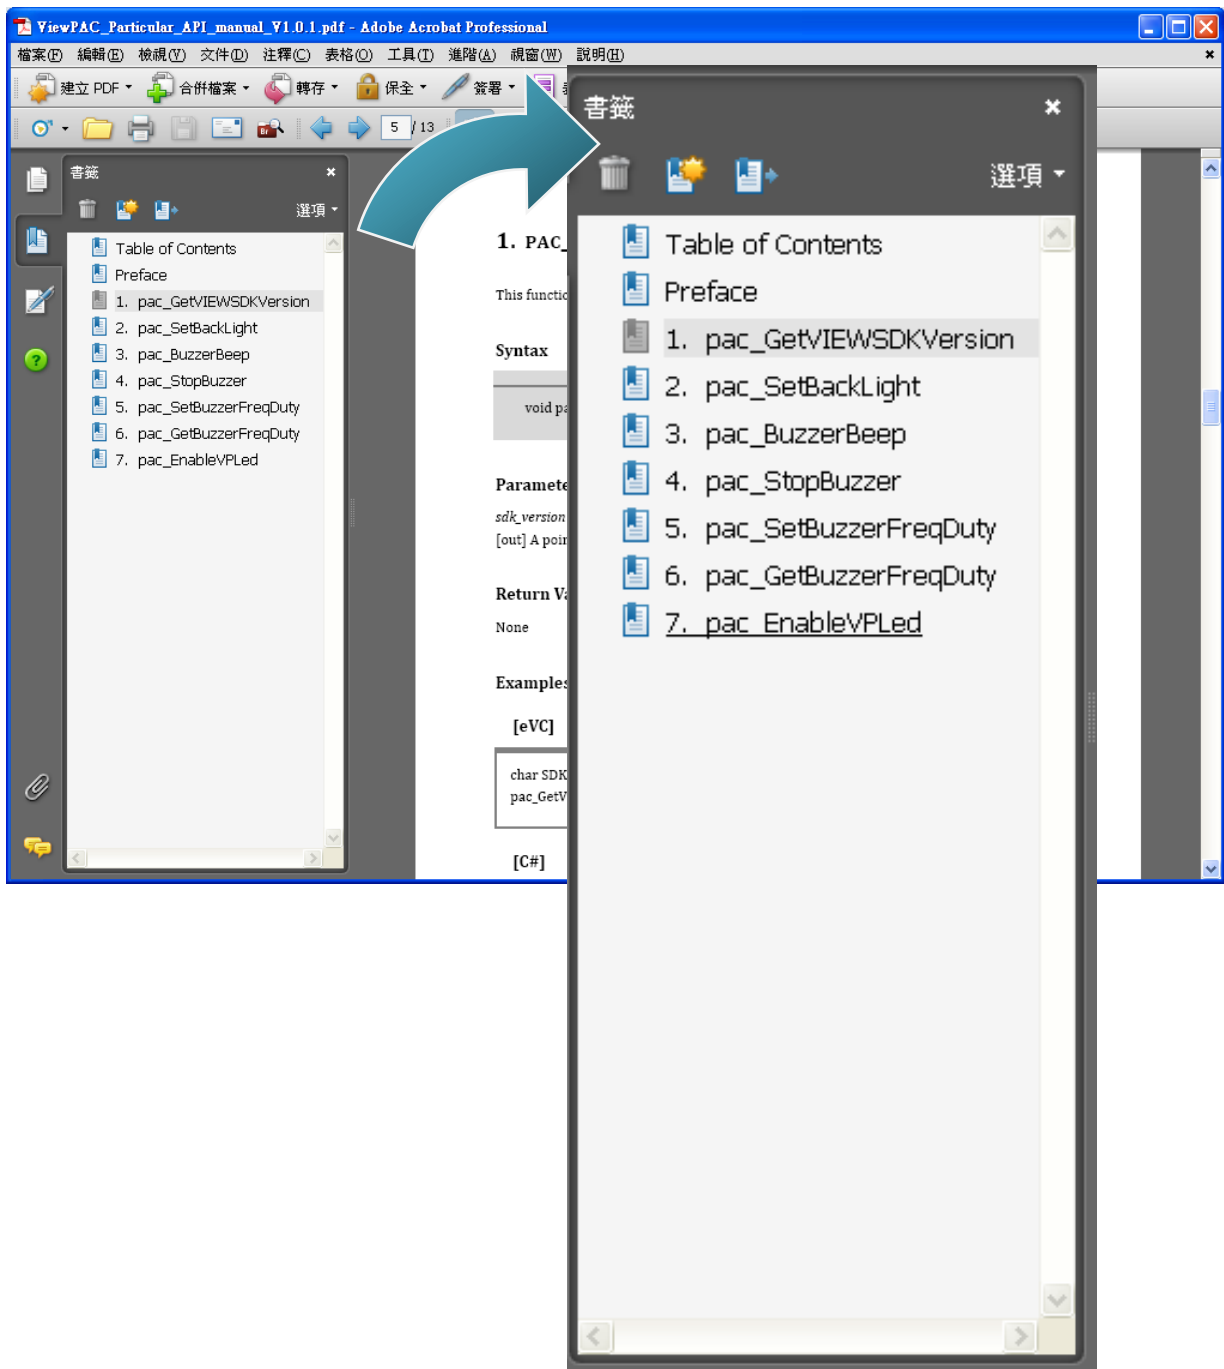 ViewPAC_Particular_API_manual_V1.0.1.pdf - Adobe Acrobat Professional
檔案(F) 編輯(E) 檢視(V) 文件(D) 注釋(C) 表格(O) 工具(T) 進階(A) 視窗(W) 說明(H)
建立 PDF 合併檔案 轉存 保全 簽署
5 / 13
書籤
選項
Table of Contents
Preface
1. pac_GetVIEWSDKVersion
2. pac_SetBackLight
3. pac_BuzzerBeep
4. pac_StopBuzzer
5. pac_SetBuzzerFreqDuty
6. pac_GetBuzzerFreqDuty
7. pac_EnableVPLed
1. PAC_
This functio
Syntax
void pa
Paramete
sdk_version
[out] A poin
Return Va
None
Examples
[eVC]
char SDK
pac_GetV
[C#]
書籤
選項
Table of Contents
Preface
1. pac_GetVIEWSDKVersion
2. pac_SetBackLight
3. pac_BuzzerBeep
4. pac_StopBuzzer
5. pac_SetBuzzerFreqDuty
6. pac_GetBuzzerFreqDuty
7. pac_EnableVPLed